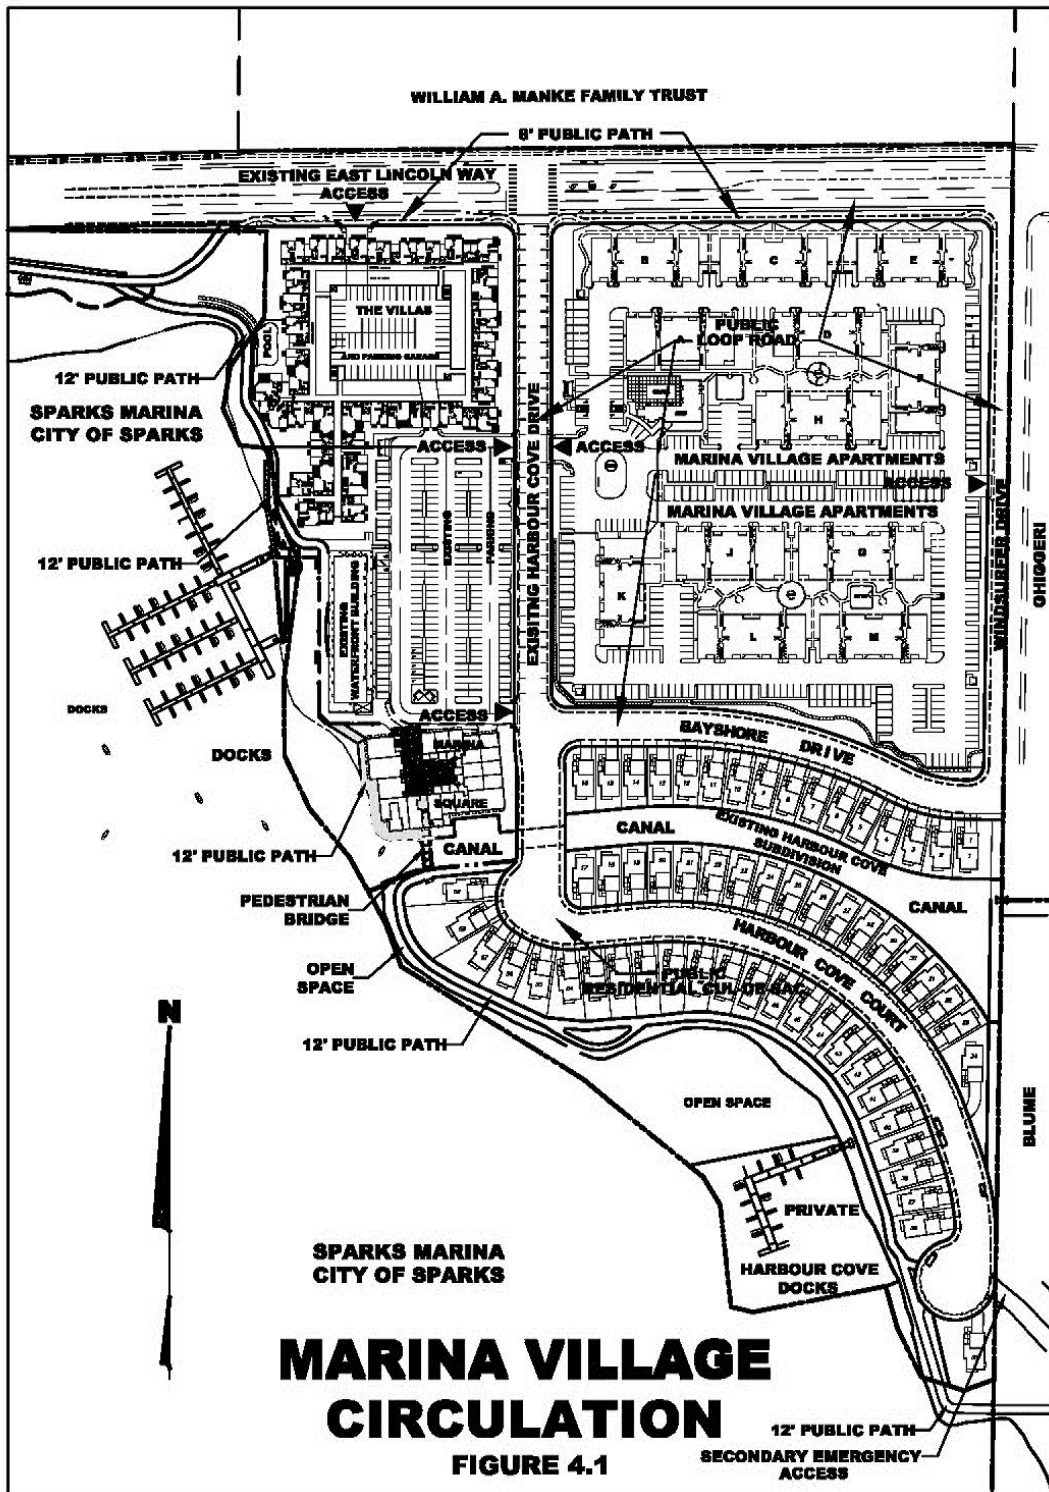 WILLIAM A. MANKE FAMILY TRUST
8' PUBLIC PATH
EXISTING EAST LINCOLN WAY
ACCESS
B
C
E
THE VILLAS
AND PARKING GARAGE
POOL
PUBLIC
LOOP ROAD
A
D
F
12' PUBLIC PATH
SPARKS MARINA
CITY OF SPARKS
H
ACCESS
ACCESS
MARINA VILLAGE APARTMENTS
ACCESS
MARINA VILLAGE APARTMENTS
EXISITNG HARBOUR COVE DRIVE
WINDSURFER DRIVE
GHIGGERI
EXISTING
PARKING
12' PUBLIC PATH
J
G
K
L
M
EXISTING
WATERFRONT BUILDING
DOCKS
DOCKS
ACCESS
BAYSHORE DRIVE
MARINA
SQUARE
12' PUBLIC PATH
CANAL
CANAL
EXISTING HARBOUR COVE
SUBDIVISION
CANAL
PEDESTRIAN
BRIDGE
HARBOUR COVE COURT
OPEN
SPACE
PUBLIC
RESIDENTIAL CUL-DE-SAC
N
12' PUBLIC PATH
OPEN SPACE
BLUME
PRIVATE
HARBOUR COVE
DOCKS
SPARKS MARINA
CITY OF SPARKS
MARINA VILLAGE
CIRCULATION
FIGURE 4.1
12' PUBLIC PATH
SECONDARY EMERGENCY
ACCESS